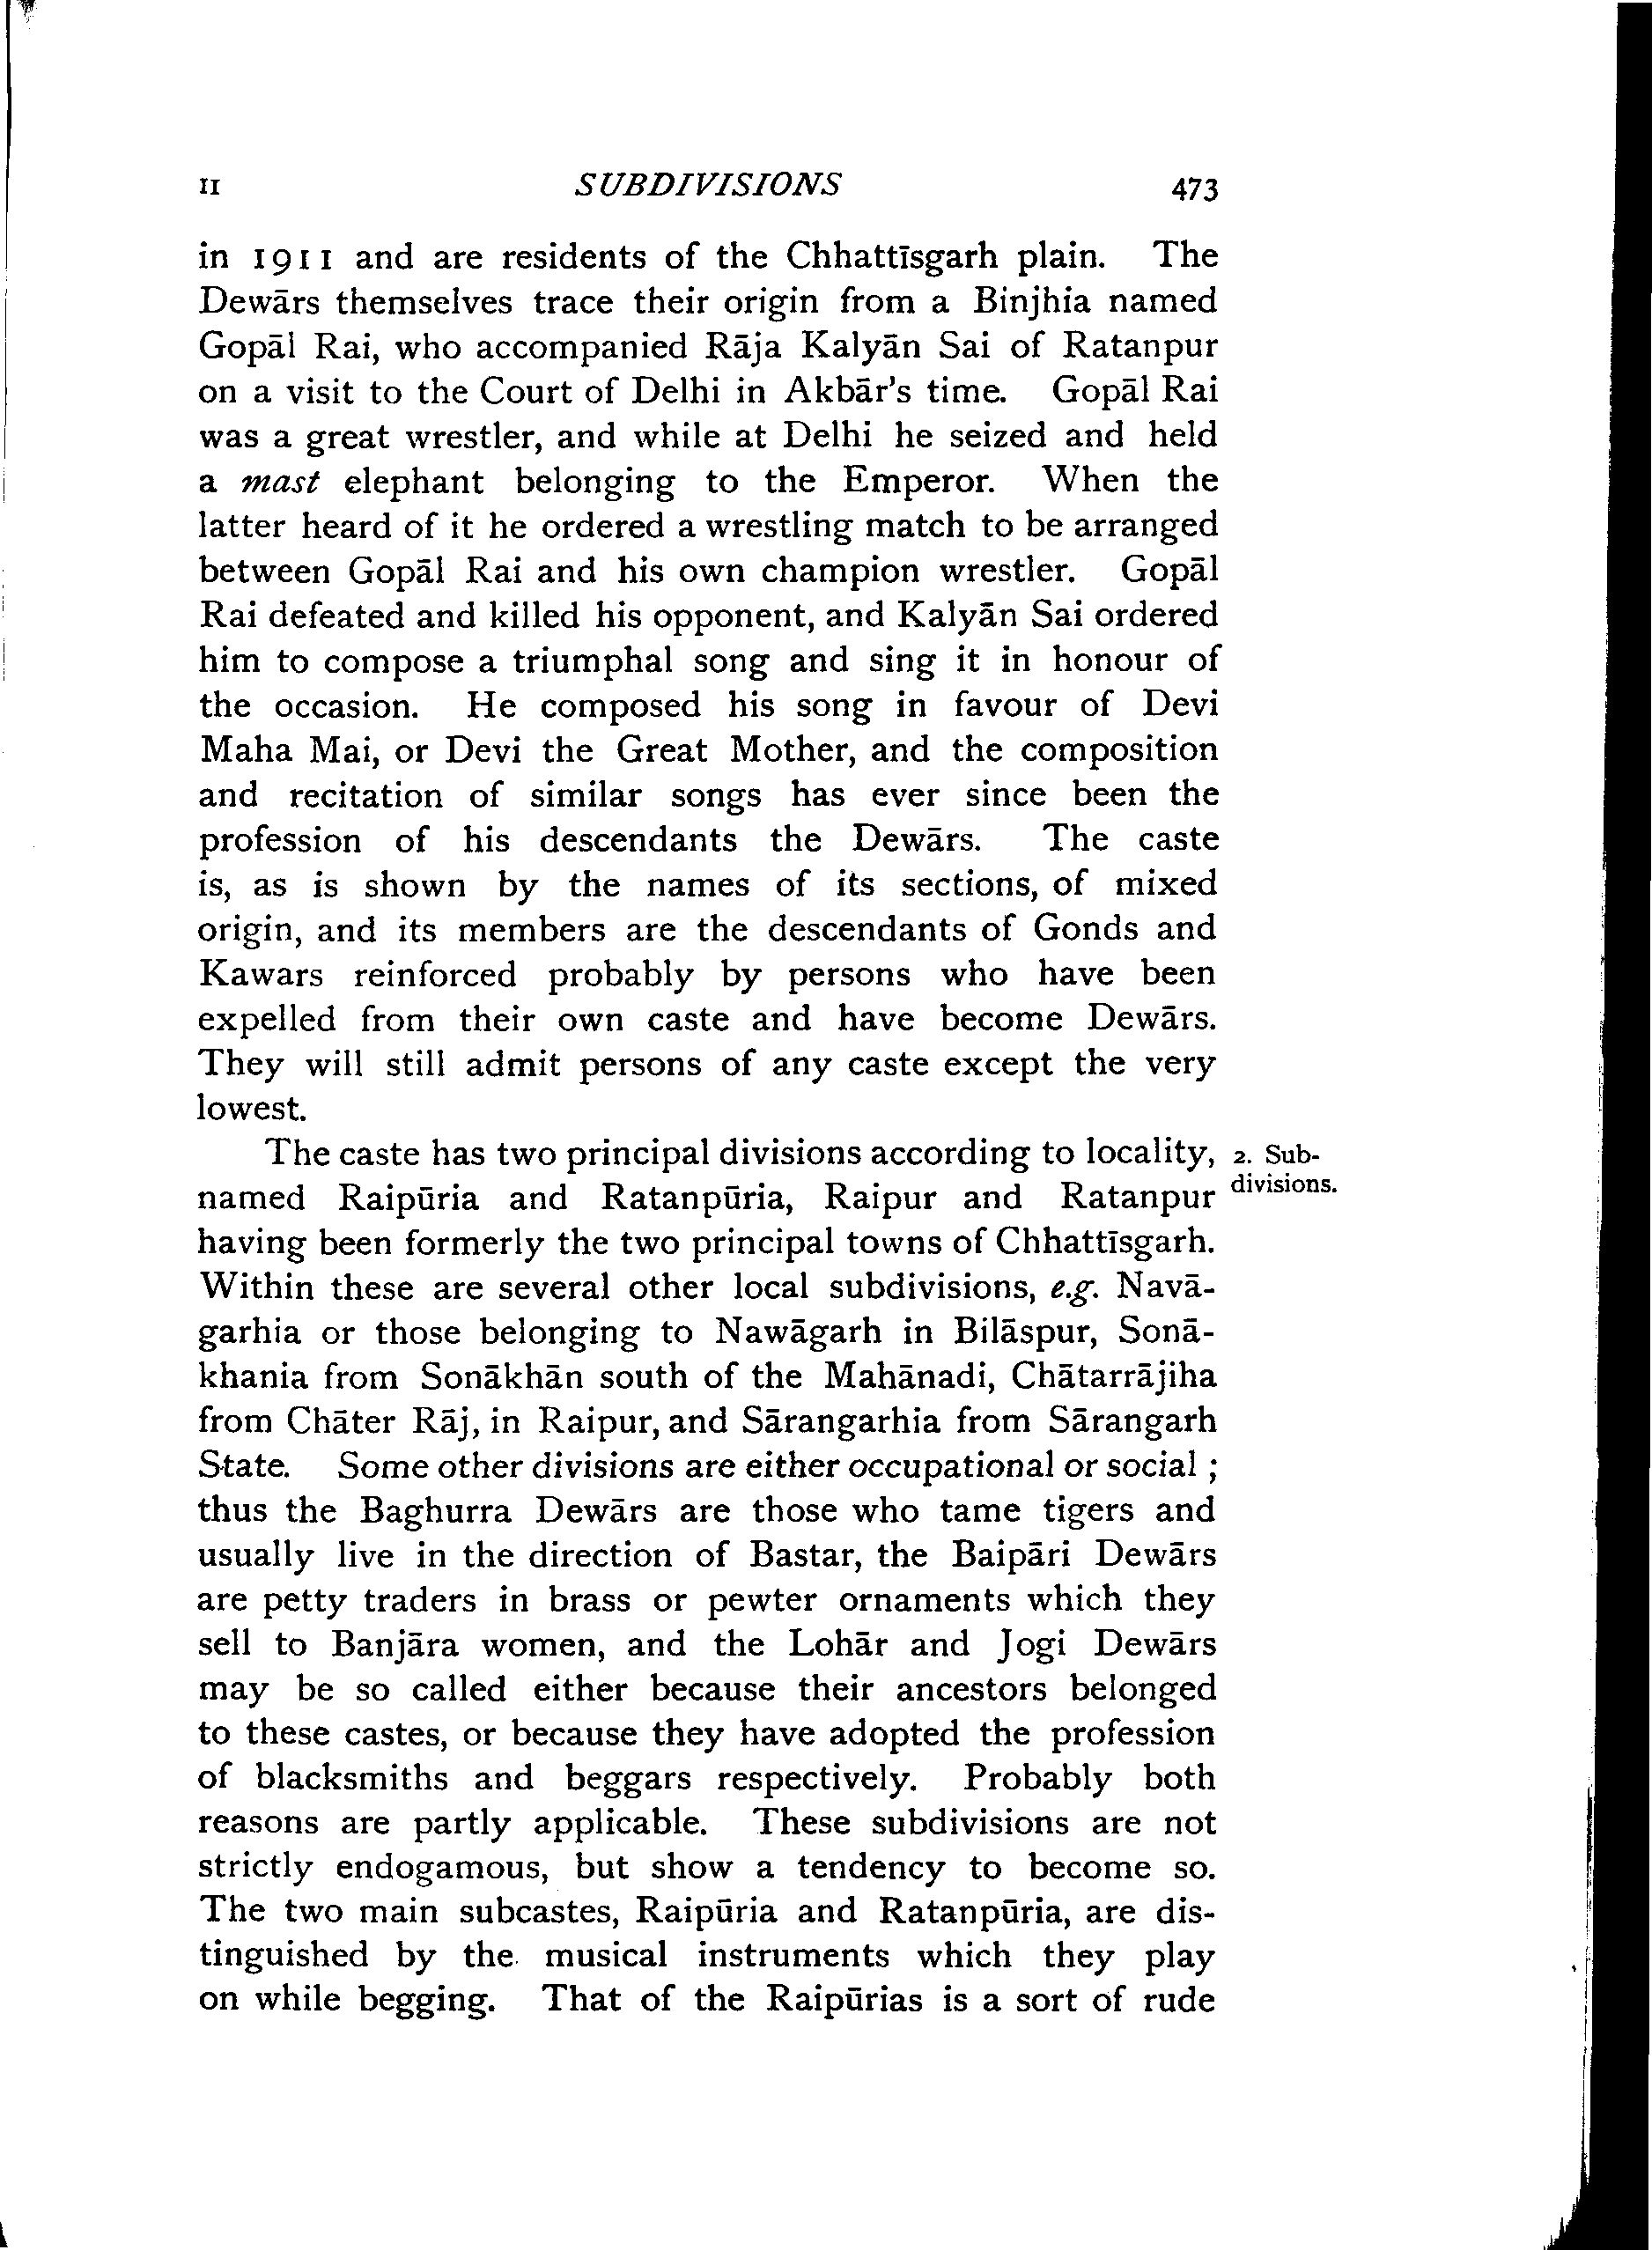 II SUBDIVISIONS 473
in 1911 and are residents of the Chhattīsgarh plain. The
Dewārs themselves trace their origin from a Binjhia named
Gopāl Rai, who accompanied Rāja Kalyān Sai of Ratanpur
on a visit to the Court of Delhi in Akbār's time. Gopāl Rai
was a great wrestler, and while at Delhi he seized and held
a mast elephant belonging to the Emperor. When the
latter heard of it he ordered a wrestling match to be arranged
between Gopāl Rai and his own champion wrestler. Gopāl
Rai defeated and killed his opponent, and Kalyān Sai ordered
him to compose a triumphal song and sing it in honour of
the occasion. He composed his song in favour of Devi
Maha Mai, or Devi the Great Mother, and the composition
and recitation of similar songs has ever since been the
profession of his descendants the Dewārs. The caste
is, as is shown by the names of its sections, of mixed
origin, and its members are the descendants of Gonds and
Kawars reinforced probably by persons who have been
expelled from their own caste and have become Dewārs.
They will still admit persons of any caste except the very
lowest.
The caste has two principal divisions according to locality, 2. Sub-
named Raipūria and Ratanpūria, Raipur and Ratanpur divisions.
having been formerly the two principal towns of Chhattīsgarh.
Within these are several other local subdivisions, e.g. Navā-
garhia or those belonging to Nawāgarh in Bilāspur, Sonā-
khania from Sonākhān south of the Mahānadi, Chātarrājiha
from Chāter Rāj, in Raipur, and Sārangarhia from Sārangarh
State. Some other divisions are either occupational or social ;
thus the Baghurra Dewārs are those who tame tigers and
usually live in the direction of Bastar, the Baipāri Dewārs
are petty traders in brass or pewter ornaments which they
sell to Banjāra women, and the Lohār and Jogi Dewārs
may be so called either because their ancestors belonged
to these castes, or because they have adopted the profession
of blacksmiths and beggars respectively. Probably both
reasons are partly applicable. These subdivisions are not
strictly endogamous, but show a tendency to become so.
The two main subcastes, Raipūria and Ratanpūria, are dis-
tinguished by the musical instruments which they play
on while begging. That of the Raipūrias is a sort of rude